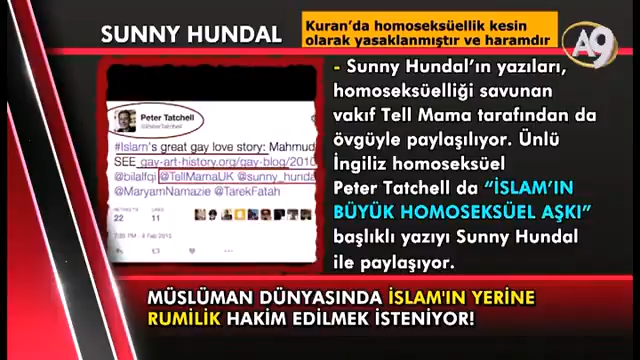 SUNNY HUNDAL
Kuran'da homoseksüellik kesin
olarak yasaklanmıştır ve haramdır
A9
Peter Tatchell
@PeterTatchell
#Islam's great gay love story: Mahmud
SEE gay-art-history.org/gay-blog/2010
@bilalfqi @TellMamaUK @sunny_hunda
@MaryamNamazie @TarekFatah
RETWEETS LIKES
22 11
- Sunny Hundal'ın yazıları,
homoseksüelliği savunan
vakıf Tell Mama tarafından da
övgüyle paylaşılıyor. Ünlü
İngiliz homoseksüel
Peter Tatchell da “İSLAM’IN
BÜYÜK HOMOSEKSÜEL AŞKI”
başlıklı yazıyı Sunny Hundal
ile paylaşıyor.
MÜSLÜMAN DÜNYASINDA İSLAM'IN YERİNE
RUMİLİK HAKİM EDİLMEK İSTENİYOR!